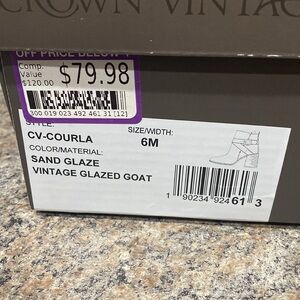 CROWN VINTAG
OFF PRICE BELOW
Comp.
Value
$120.00
$79.98
300 019 023 492 461 31 [12]
STYLE:
CV-COURLA
SIZE/WIDTH:
6M
COLOR/MATERIAL:
SAND GLAZE
VINTAGE GLAZED GOAT
1 90234 92461 3